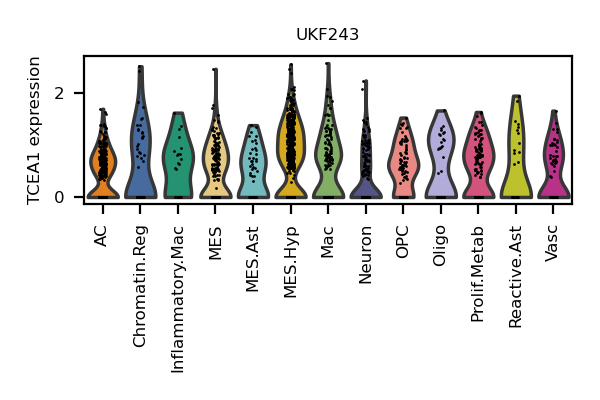 UKF243
TCEA1 expression
2
0
AC
Chromatin.Reg
Inflammatory.Mac
MES
MES.Ast
MES.Hyp
Mac
Neuron
OPC
Oligo
Prolif.Metab
Reactive.Ast
Vasc